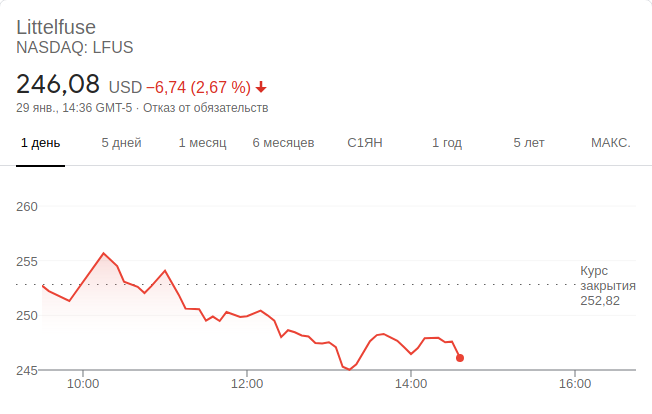 Littelfuse
NASDAQ: LFUS
246,08 USD −6,74 (2,67 %)
29 янв., 14:36 GMT-5 · Отказ от обязательств
1 день 5 дней 1 месяц 6 месяцев С1ЯН 1 год 5 лет МАКС.
260
255
250
245
Курс
закрытия
252,82
10:00 12:00 14:00 16:00